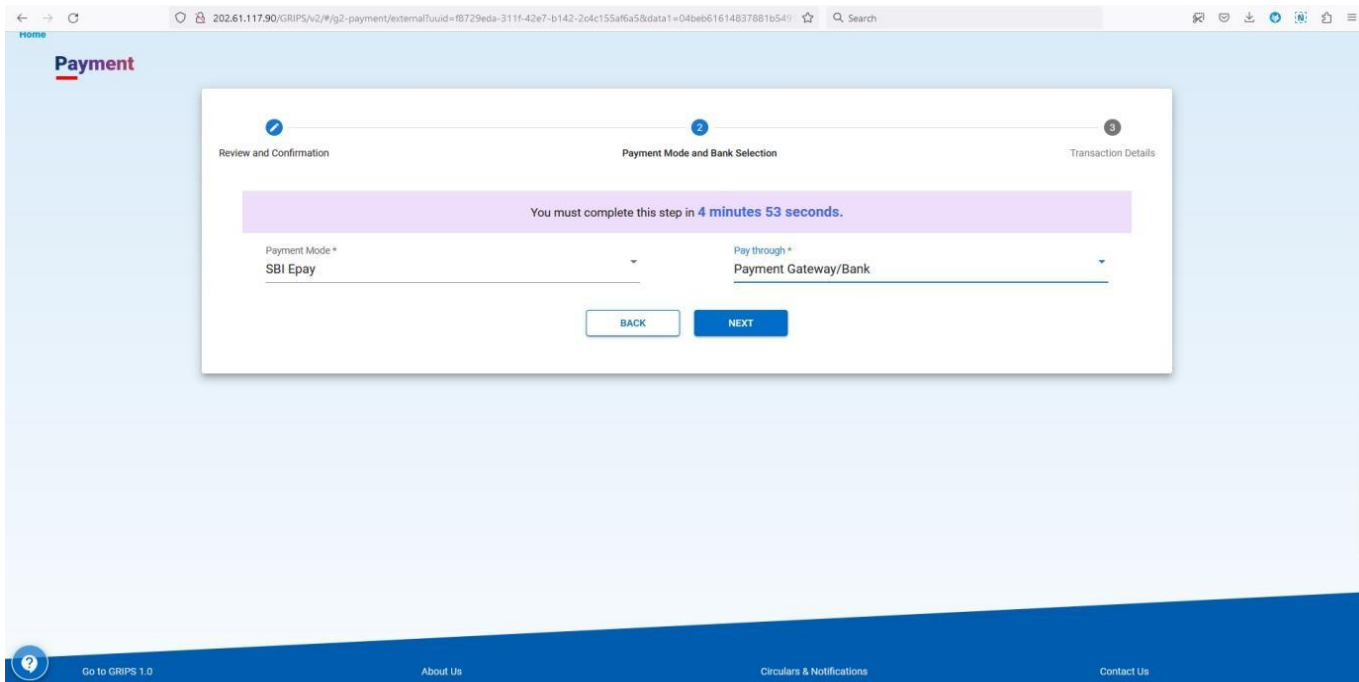 202.61.117.90/GRIPS/v2/#/g2-payment/external?uuid=f8729eda-311f-42e7-b142-2c4c155af6a5&data1=04beb61614837881b549
Search
Home
Payment
2
3
Review and Confirmation
Payment Mode and Bank Selection
Transaction Details
You must complete this step in 4 minutes 53 seconds.
Payment Mode *
Pay through *
SBI Epay
Payment Gateway/Bank
BACK
NEXT
Go to GRIPS 1.0
About Us
Circulars & Notifications
Contact Us